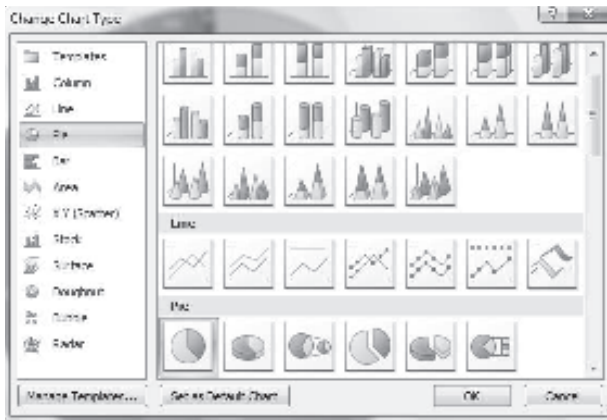 Change Chart Type
Templates
Column
Line
Pie
Bar
Area
X Y (Scatter)
Stock
Surface
Doughnut
Bubble
Radar
Line
Pie
Manage Templates...
Set as Default Chart
OK
Cancel